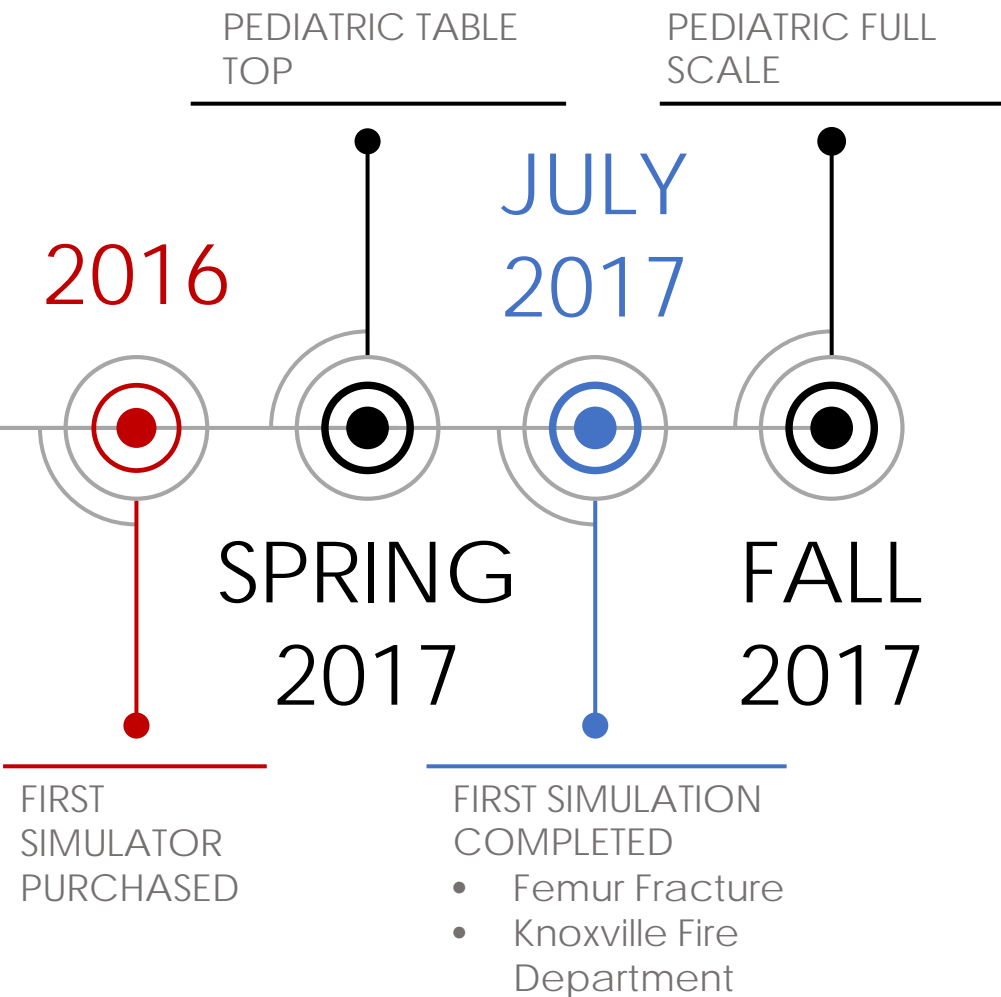 PEDIATRIC TABLE
TOP
PEDIATRIC FULL
SCALE
2016
JULY
2017
SPRING
2017
FALL
2017
FIRST
SIMULATOR
PURCHASED
FIRST SIMULATION
COMPLETED
• Femur Fracture
• Knoxville Fire
Department